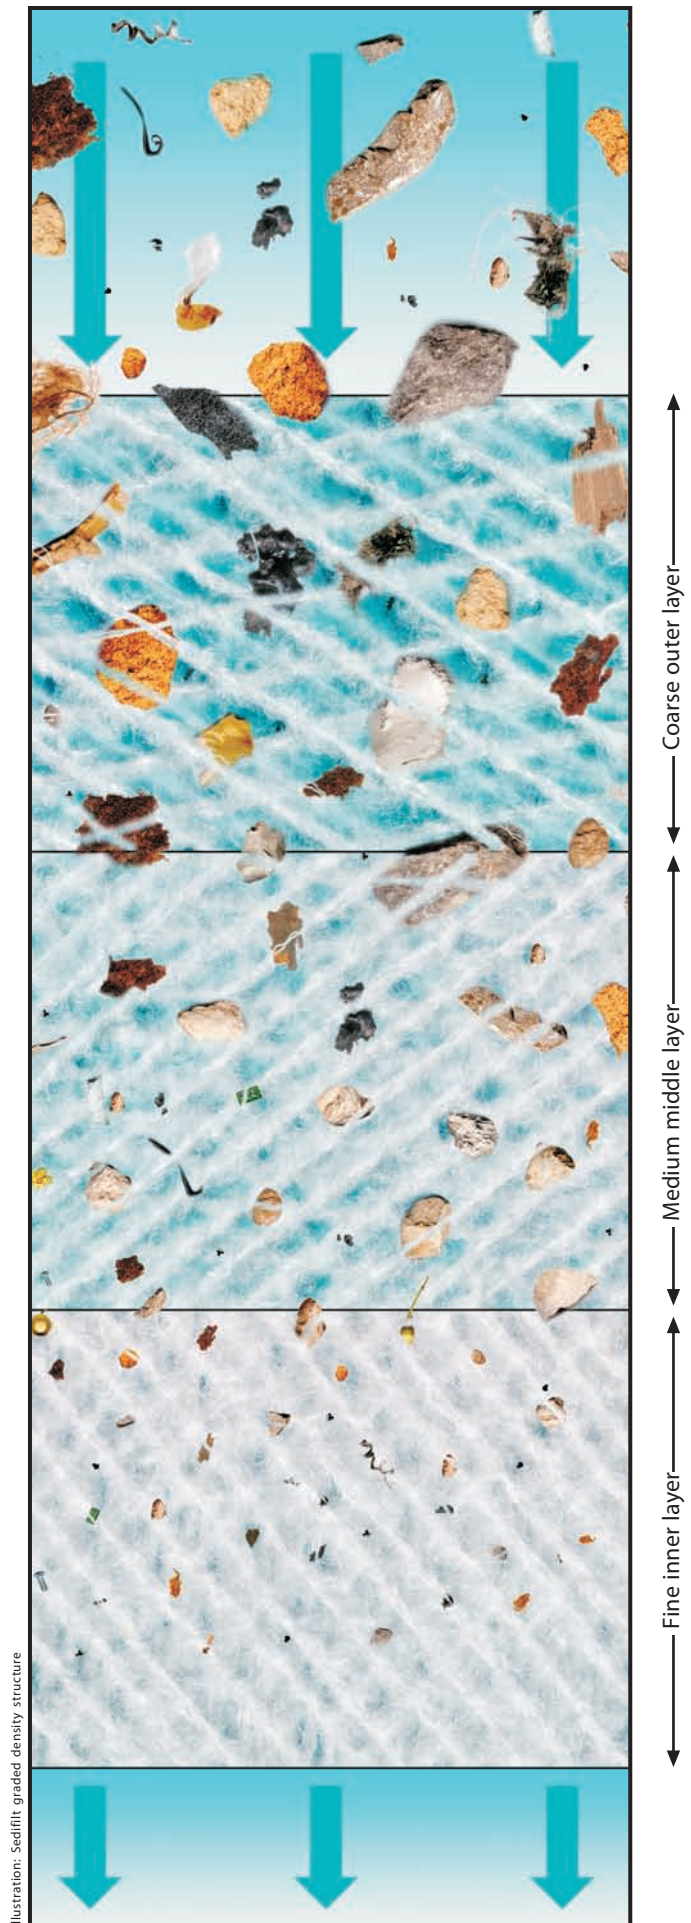 Coarse outer layer
Medium middle layer
Fine inner layer
Illustration: Sedifilt graded density structure